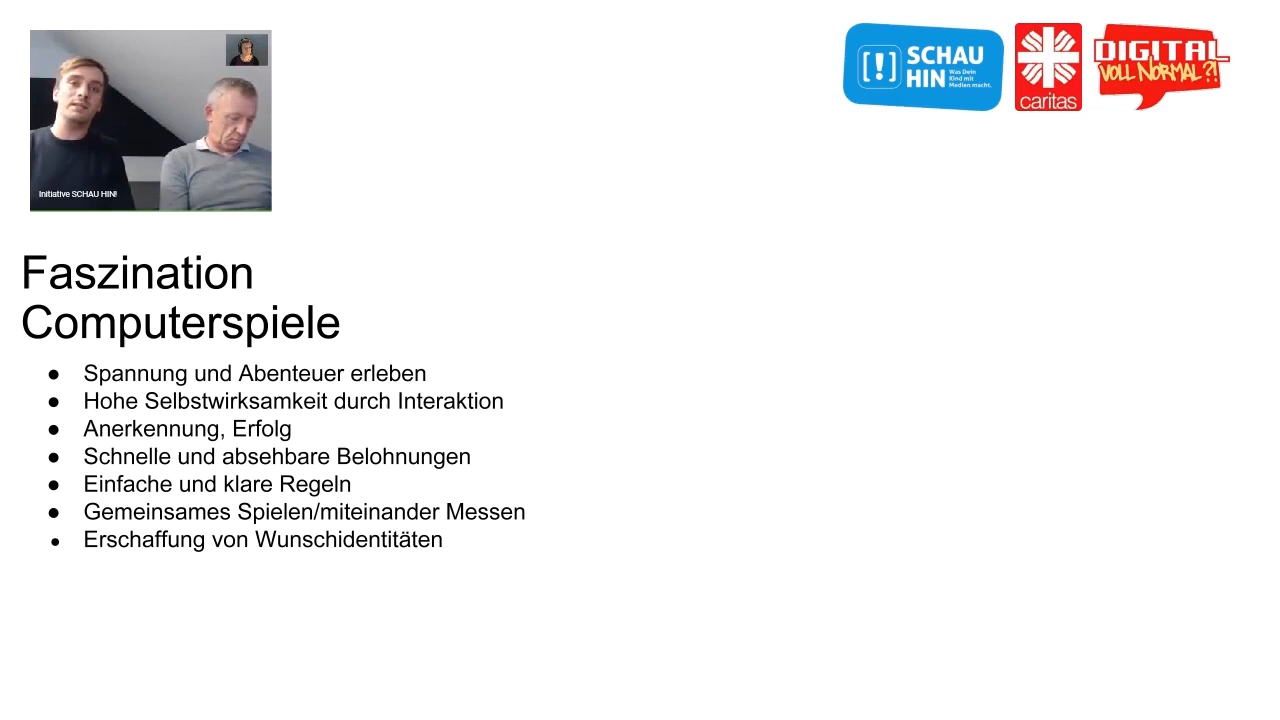 SCHAU
HIN
Was Dein
Kind mit
Medien macht.
caritas
DIGITAL
VOLL NORMAL?!
Initiative SCHAU HIN!
Faszination
Computerspiele
● Spannung und Abenteuer erleben
● Hohe Selbstwirksamkeit durch Interaktion
● Anerkennung, Erfolg
● Schnelle und absehbare Belohnungen
● Einfache und klare Regeln
● Gemeinsames Spielen/miteinander Messen
● Erschaffung von Wunschidentitäten